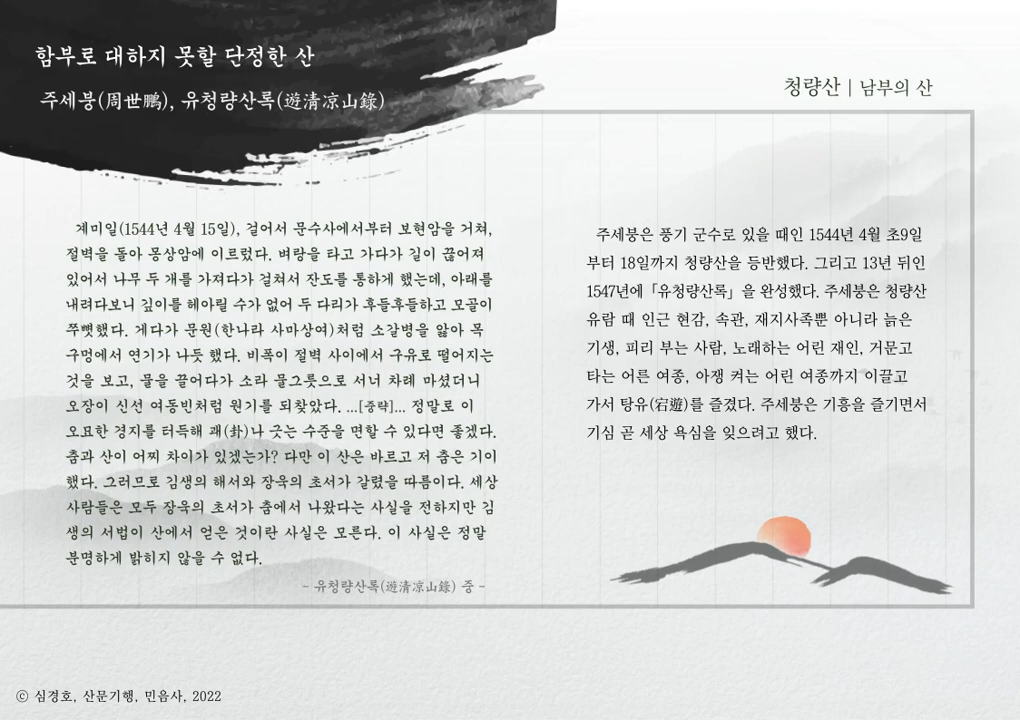 함부로 대하지 못할 단정한 산
주세붕(周世鵬), 유청량산록(遊清凉山錄)
청량산 | 남부의 산
계미일(1544년 4월 15일), 걸어서 문수사에서부터 보현암을 거쳐,
절벽을 돌아 몽상암에 이르렀다. 벼랑을 타고 가다가 길이 끊어져
있어서 나무 두 개를 가져다가 걸쳐서 잔도를 통하게 했는데, 아래를
내려다보니 깊이를 헤아릴 수가 없어 두 다리가 후들후들하고 모골이
쭈뼛했다. 게다가 문원(한나라 사마상여)처럼 소갈병을 앓아 목
구멍에서 연기가 나듯 했다. 비폭이 절벽 사이에서 구유로 떨어지는
것을 보고, 물을 끌어다가 소라 물그릇으로 서너 차례 마셨더니
오장이 신선 여동빈처럼 원기를 되찾았다. ...[중략]... 정말로 이
오묘한 경지를 터득해 괘(卦)나 긋는 수준을 면할 수 있다면 좋겠다.
춤과 산이 어찌 차이가 있겠는가? 다만 이 산은 바르고 저 춤은 기이
했다. 그러므로 김생의 해서와 장욱의 초서가 갈렸을 따름이다. 세상
사람들은 모두 장욱의 초서가 춤에서 나왔다는 사실을 전하지만 김
생의 서법이 산에서 얻은 것이란 사실은 모른다. 이 사실은 정말
분명하게 밝히지 않을 수 없다.
- 유청량산록(遊清凉山錄) 중 -
주세붕은 풍기 군수로 있을 때인 1544년 4월 초9일
부터 18일까지 청량산을 등반했다. 그리고 13년 뒤인
1547년에 「유청량산록」을 완성했다. 주세붕은 청량산
유람 때 인근 현감, 속관, 재지사족뿐 아니라 늙은
기생, 피리 부는 사람, 노래하는 어린 재인, 거문고
타는 어른 여종, 아쟁 켜는 어린 여종까지 이끌고
가서 탕유(宕遊)를 즐겼다. 주세붕은 기흥을 즐기면서
기심 곧 세상 욕심을 잊으려고 했다.
ⓒ 심경호, 산문기행, 민음사, 2022